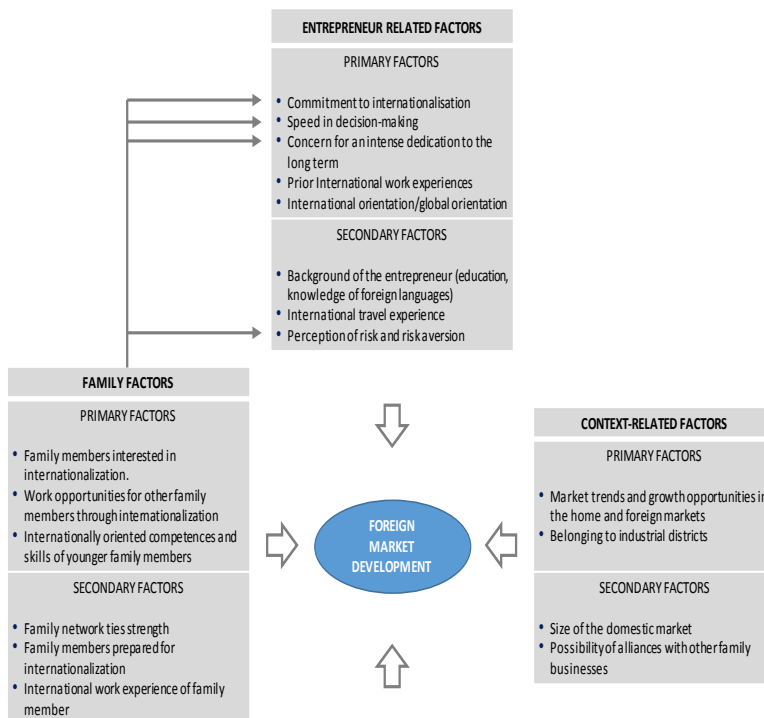 ENTREPRENEUR RELATED FACTORS
PRIMARY FACTORS
• Commitment to internationalisation
• Speed in decision-making
• Concern for an intense dedication to the
long term
• Prior International work experiences
• International orientation/global orientation
SECONDARY FACTORS
• Background of the entrepreneur (education,
knowledge of foreign languages)
• International travel experience
• Perception of risk and risk aversion
FAMILY FACTORS
PRIMARY FACTORS
• Family members interested in
internationalization.
• Work opportunities for other family
members through internationalization
• Internationally oriented competences and
skills of younger family members
SECONDARY FACTORS
• Family network ties strength
• Family members prepared for
internationalization
• International work experience of family
member
FOREIGN
MARKET
DEVELOPMENT
CONTEXT-RELATED FACTORS
PRIMARY FACTORS
• Market trends and growth opportunities in
the home and foreign markets
• Belonging to industrial districts
SECONDARY FACTORS
• Size of the domestic market
• Possibility of alliances with other family
businesses